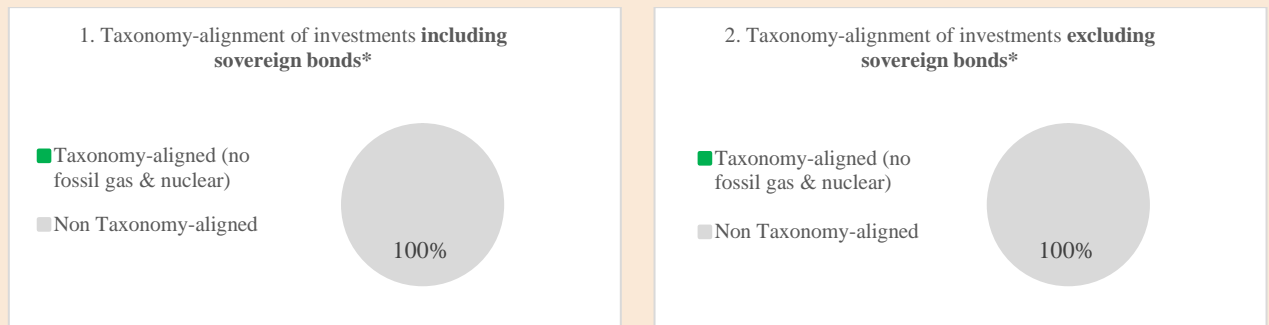 1. Taxonomy-alignment of investments including
sovereign bonds*
Taxonomy-aligned (no
fossil gas & nuclear)
Non Taxonomy-aligned
100%
2. Taxonomy-alignment of investments excluding
sovereign bonds*
Taxonomy-aligned (no
fossil gas & nuclear)
Non Taxonomy-aligned
100%